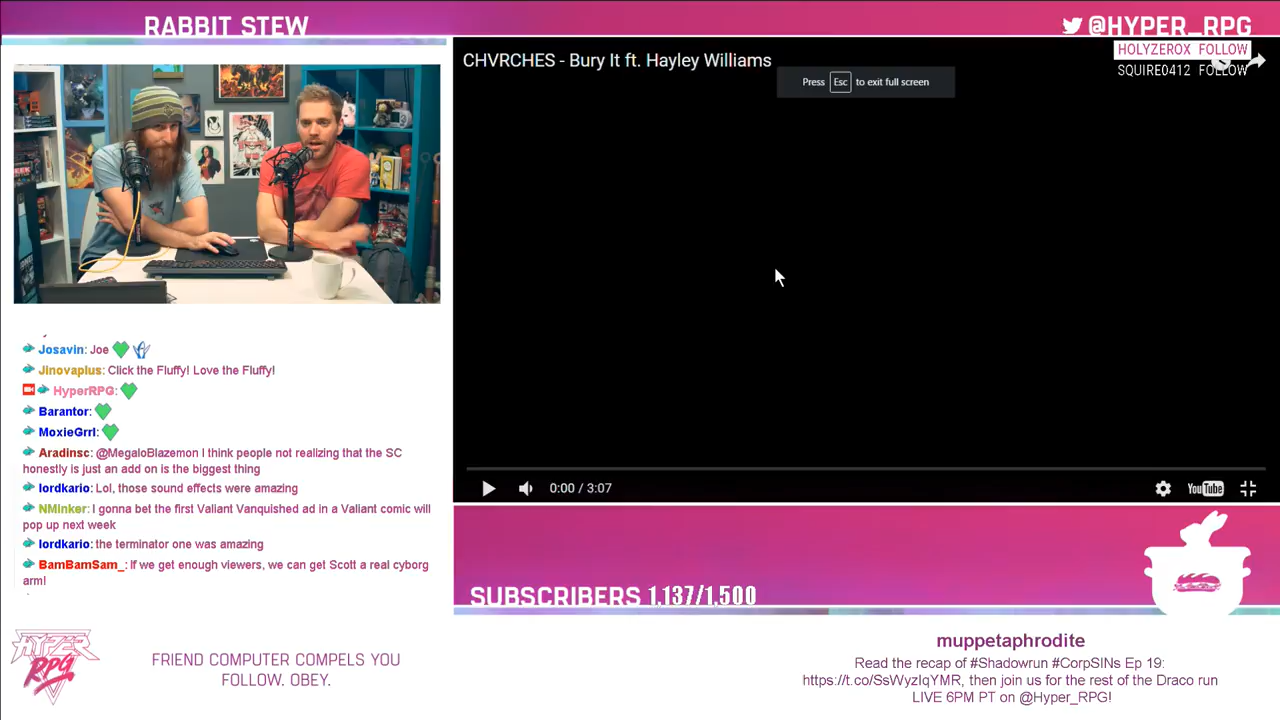 RABBIT STEW
@HYPER_RPG
HOLYZEROX FOLLOW
SQUIRE0412 FOLLOW
CHVRCHES - Bury It ft. Hayley Williams
Press Esc to exit full screen
Josavin: Joe
Jinovaplus: Click the Fluffy! Love the Fluffy!
HyperRPG:
Barantor:
MoxieGrrl:
Aradinsc: @MegaloBlazemon I think people not realizing that the SC
honestly is just an add on is the biggest thing
lordkario: Lol, those sound effects were amazing
NMinker: I gonna bet the first Valiant Vanquished ad in a Valiant comic will
pop up next week
lordkario: the terminator one was amazing
BamBamSam_: If we get enough viewers, we can get Scott a real cyborg
arm!
0:00 / 3:07
YouTube
SUBSCRIBERS 1,137/1,500
HYPER
RPG
FRIEND COMPUTER COMPELS YOU
FOLLOW. OBEY.
muppetaphrodite
Read the recap of #Shadowrun #CorpSINs Ep 19:
https://t.co/SsWyzIqYMR, then join us for the rest of the Draco run
LIVE 6PM PT on @Hyper_RPG!